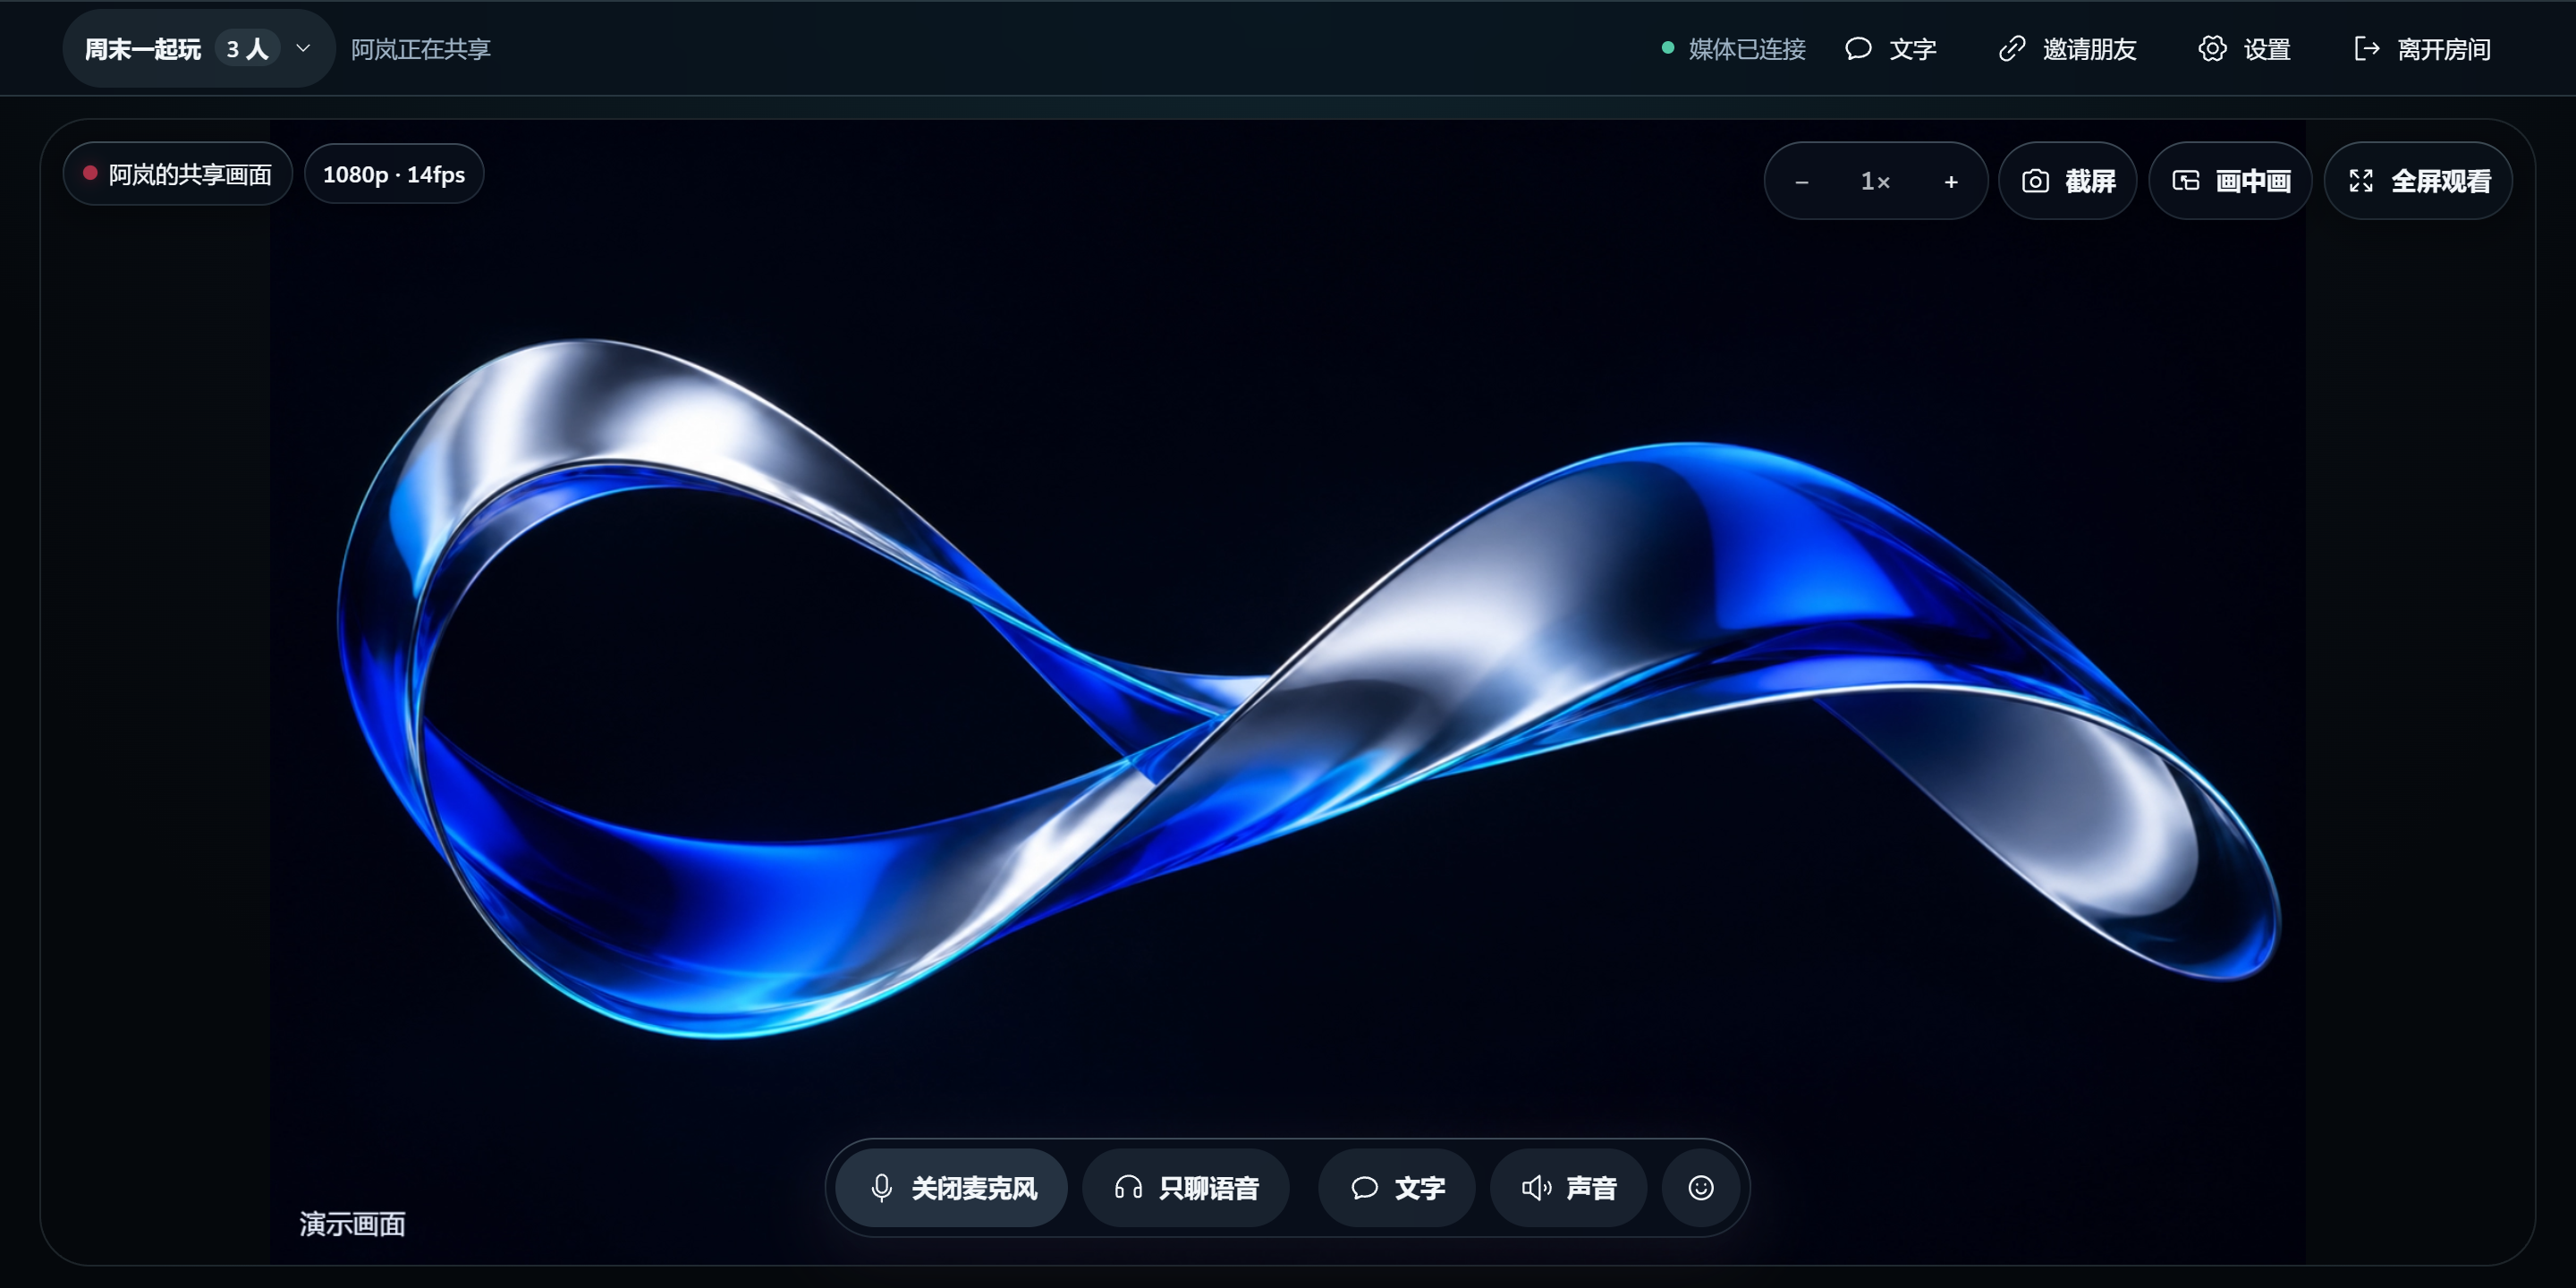 周末一起玩 3 人 阿岚正在共享 媒体已连接 文字 邀请朋友 设置 离开房间
阿岚的共享画面 1080p · 14fps − 1× + 截屏 画中画 全屏观看
关闭麦克风 只聊语音 文字 声音
演示画面